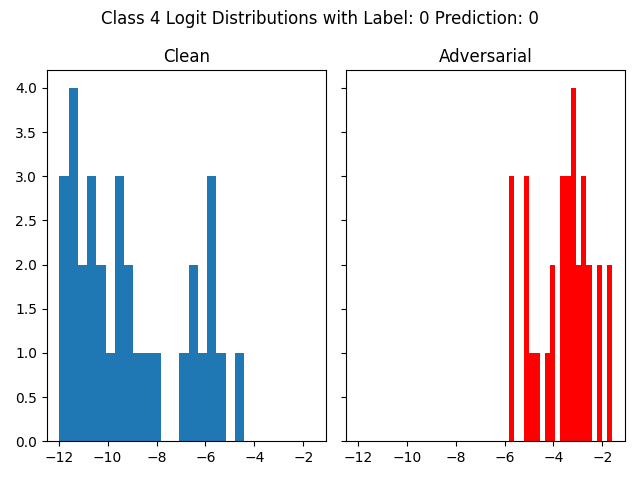 Class 4 Logit Distributions with Label: 0 Prediction: 0
Clean
Adversarial
4.0
3.5
3.0
2.5
2.0
1.5
1.0
0.5
0.0
−12 −10 −8 −6 −4 −2
−12 −10 −8 −6 −4 −2